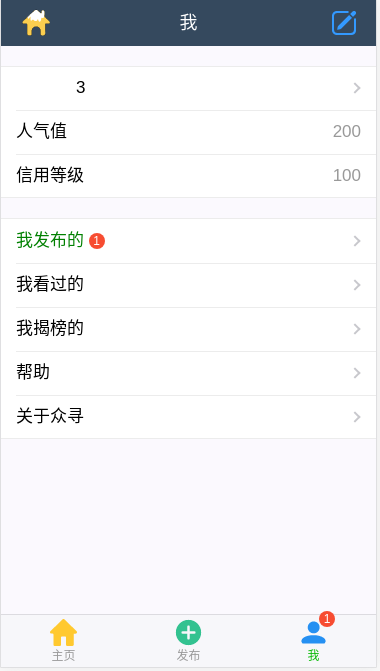 我
3
人气值 200
信用等级 100
我发布的 1
我看过的
我揭榜的
帮助
关于众寻
1
主页 发布 我